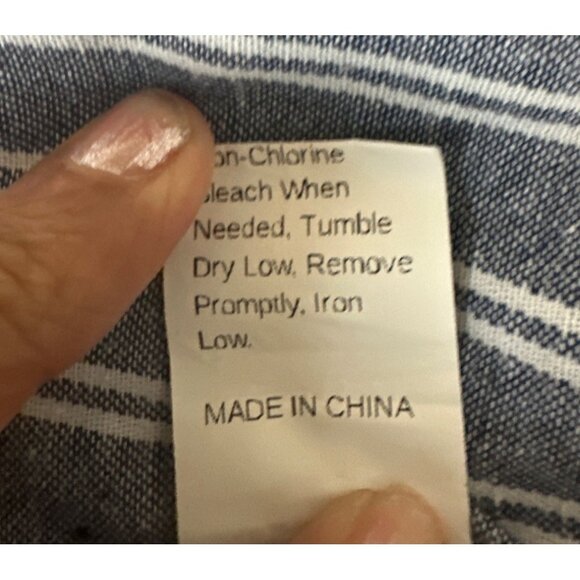 on-Chlorine
leach When
Needed, Tumble
Dry Low, Remove
Promptly, Iron
Low.
MADE IN CHINA